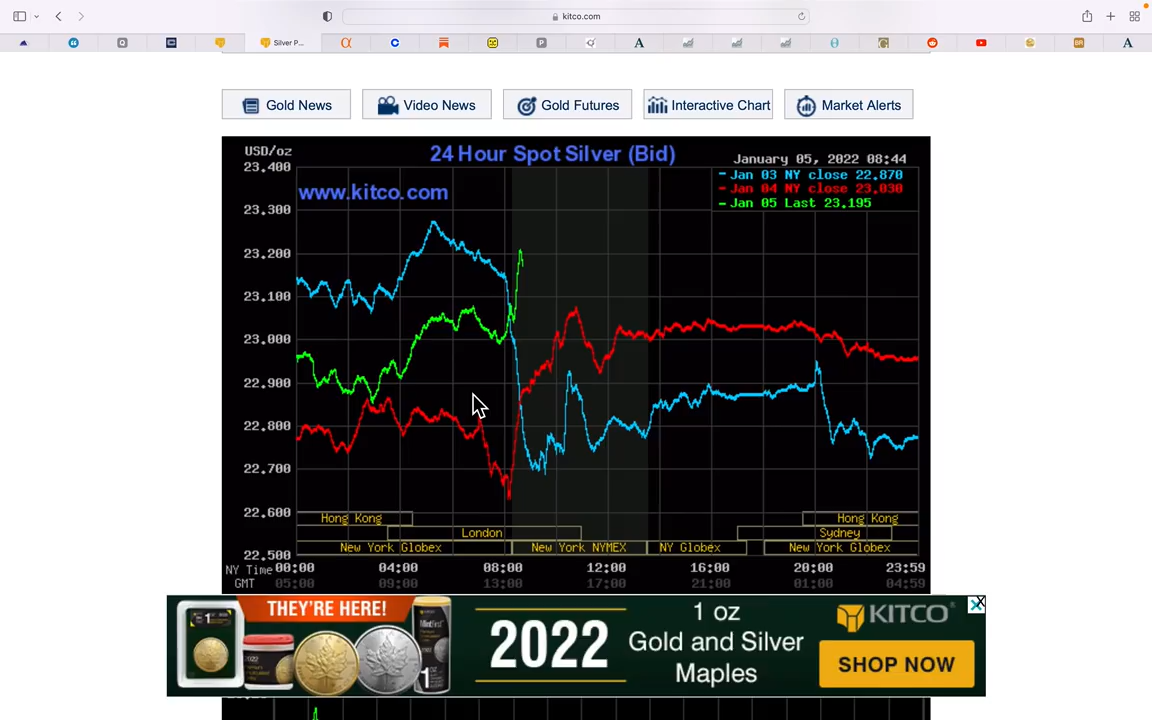 kitco.com
Silver P...
Gold News
Video News
Gold Futures
Interactive Chart
Market Alerts
USD/oz
24 Hour Spot Silver (Bid)
January 05, 2022 08:44
23.400
www.kitco.com
Jan 03 NY close 22.870
Jan 04 NY close 23.030
Jan 05 Last 23.195
23.300
23.200
23.100
23.000
22.900
22.800
22.700
22.600
22.500
Hong Kong
Hong Kong
London
Sydney
New York Globex
New York NYMEX
NY Globex
New York Globex
NY Time 00:00 04:00 08:00 12:00 16:00 20:00 23:59
GMT 05:00 09:00 13:00 17:00 21:00 01:00 04:59
THEY'RE HERE!
2022
1 oz
Gold and Silver
Maples
KITCO
SHOP NOW
X